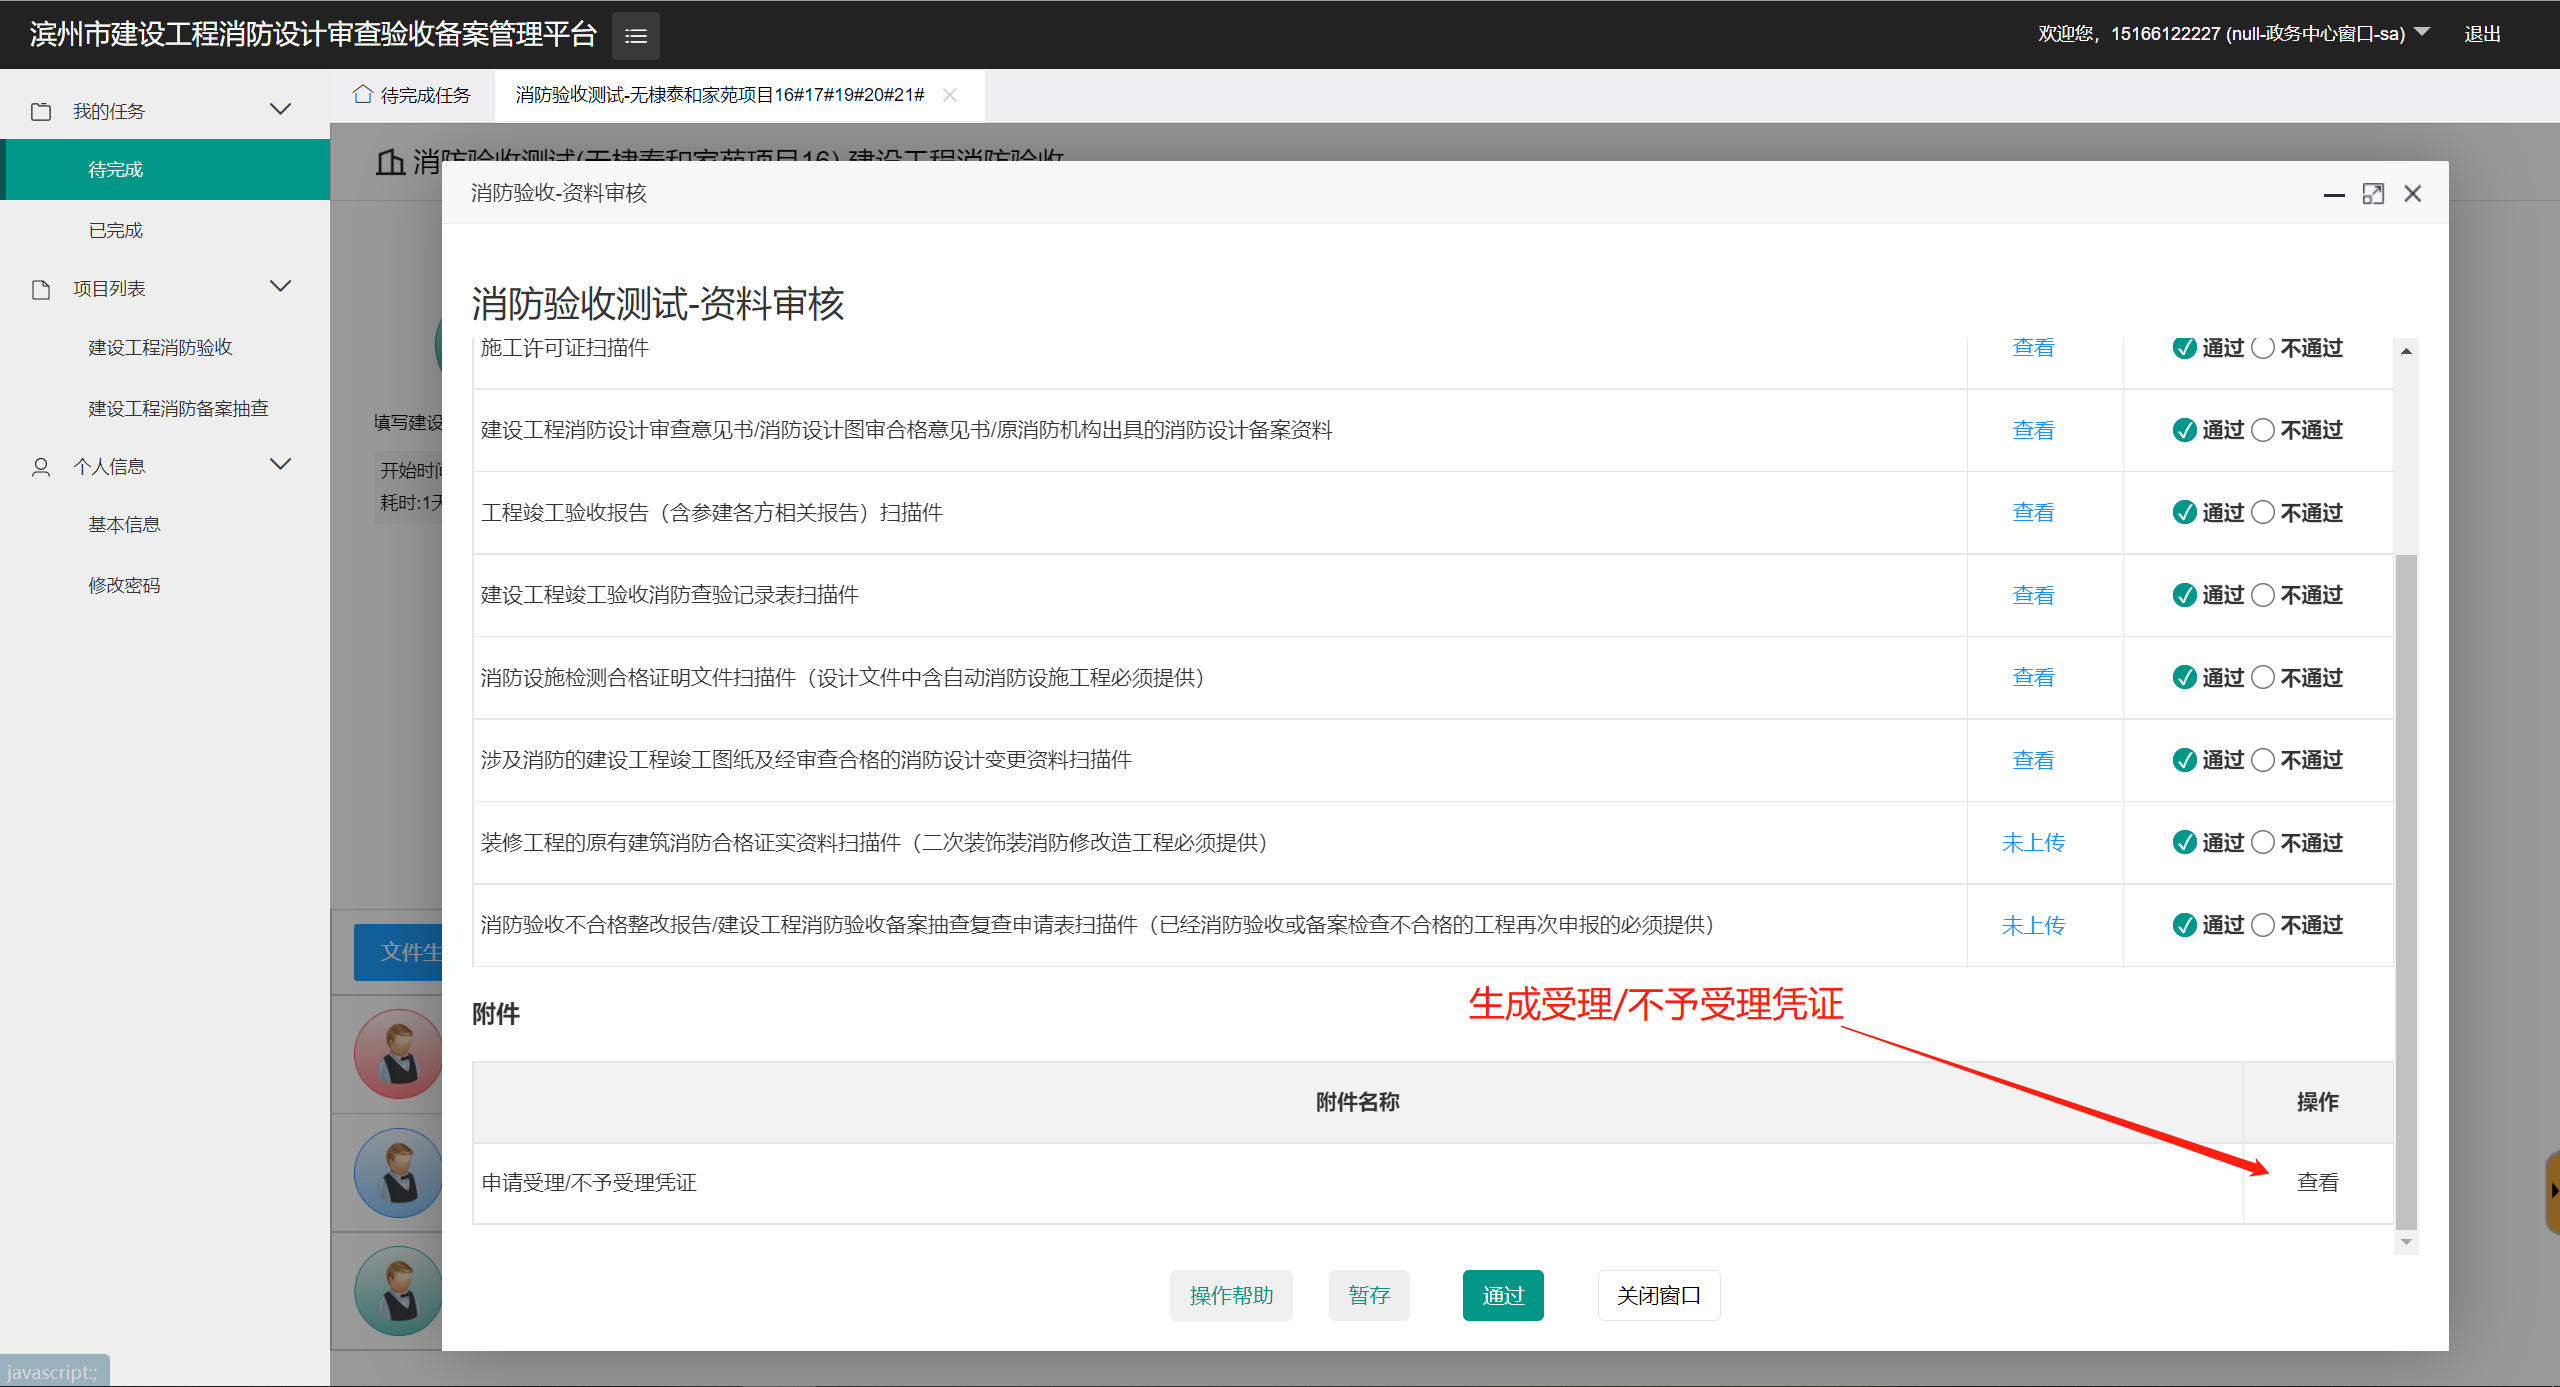 滨州市建设工程消防设计审查验收备案管理平台
欢迎您，15166122227 (null-政务中心窗口-sa)
退出
我的任务
待完成
已完成
项目列表
建设工程消防验收
建设工程消防备案抽查
个人信息
基本信息
修改密码
待完成任务
消防验收测试-无棣泰和家苑项目16#17#19#20#21#
消防验收测试(无棣泰和家苑项目16) 建设工程消防验收
填写建设
开始时间
耗时:1天
文件生
消防验收-资料审核
消防验收测试-资料审核
施工许可证扫描件 查看 通过 不通过
建设工程消防设计审查意见书/消防设计图审合格意见书/原消防机构出具的消防设计备案资料 查看 通过 不通过
工程竣工验收报告（含参建各方相关报告）扫描件 查看 通过 不通过
建设工程竣工验收消防查验记录表扫描件 查看 通过 不通过
消防设施检测合格证明文件扫描件（设计文件中含自动消防设施工程必须提供） 查看 通过 不通过
涉及消防的建设工程竣工图纸及经审查合格的消防设计变更资料扫描件 查看 通过 不通过
装修工程的原有建筑消防合格证实资料扫描件（二次装饰装消防修改造工程必须提供） 未上传 通过 不通过
消防验收不合格整改报告/建设工程消防验收备案抽查复查申请表扫描件（已经消防验收或备案检查不合格的工程再次申报的必须提供） 未上传 通过 不通过
附件
生成受理/不予受理凭证
附件名称 操作
申请受理/不予受理凭证 查看
操作帮助 暂存 通过 关闭窗口
javascript:;